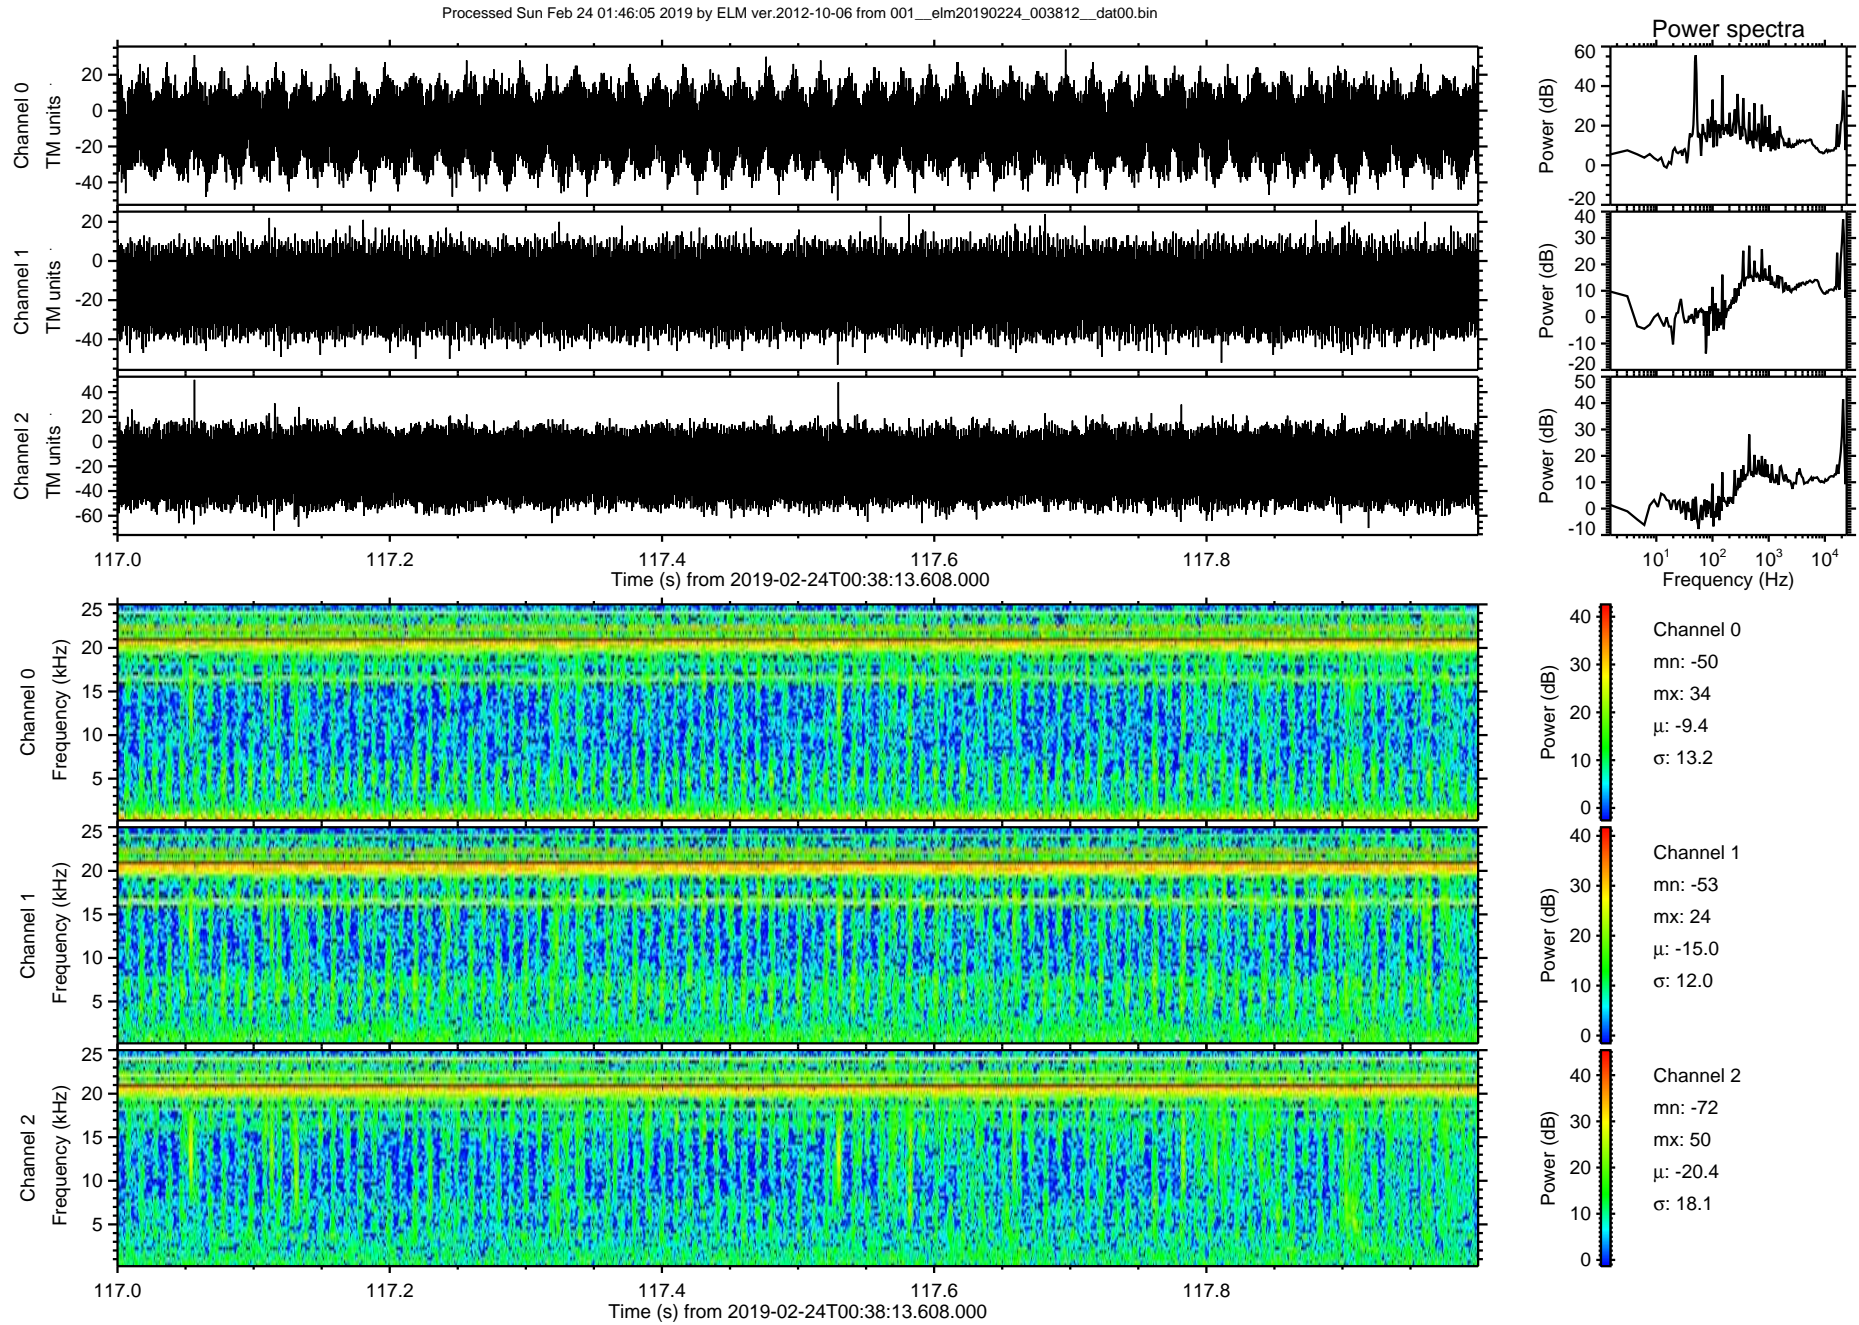 Processed Sun Feb 24 01:46:05 2019 by ELM ver.2012-10-06 from 001__elm20190224_003812__dat00.bin
Power spectra
Channel 0
TM units
20
0
-20
-40
Power (dB)
60
40
20
0
-20
Channel 1
TM units
20
0
-20
-40
Power (dB)
40
30
20
10
0
-10
-20
Channel 2
TM units
40
20
0
-20
-40
-60
Power (dB)
50
40
30
20
10
0
-10
117.0 117.2 117.4 117.6 117.8
Time (s) from 2019-02-24T00:38:13.608.000
10¹ 10² 10³ 10⁴
Frequency (Hz)
Channel 0
Frequency (kHz)
25
20
15
10
5
Power (dB)
40
30
20
10
0
Channel 0
mn: -50
mx: 34
μ: -9.4
σ: 13.2
Channel 1
Frequency (kHz)
25
20
15
10
5
Power (dB)
40
30
20
10
0
Channel 1
mn: -53
mx: 24
μ: -15.0
σ: 12.0
Channel 2
Frequency (kHz)
25
20
15
10
5
Power (dB)
40
30
20
10
0
Channel 2
mn: -72
mx: 50
μ: -20.4
σ: 18.1
117.0 117.2 117.4 117.6 117.8
Time (s) from 2019-02-24T00:38:13.608.000